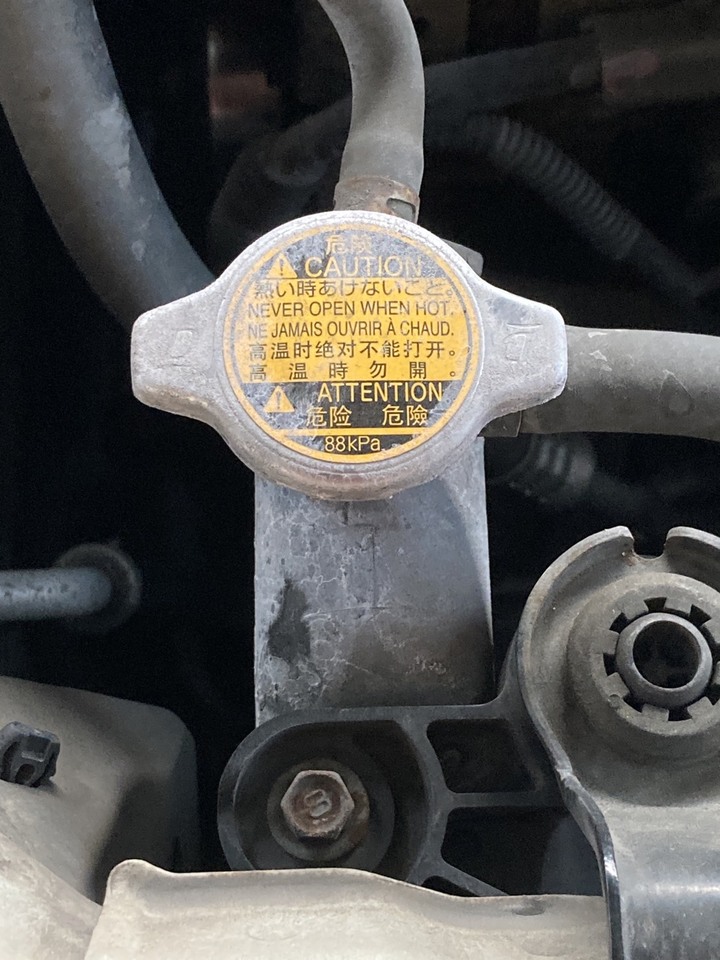 危険
CAUTION
熱い時あけないこと。
NEVER OPEN WHEN HOT.
NE JAMAIS OUVRIR À CHAUD.
高温时绝对不能打开。
高温時勿開。
ATTENTION
危险 危險
88kPa
8